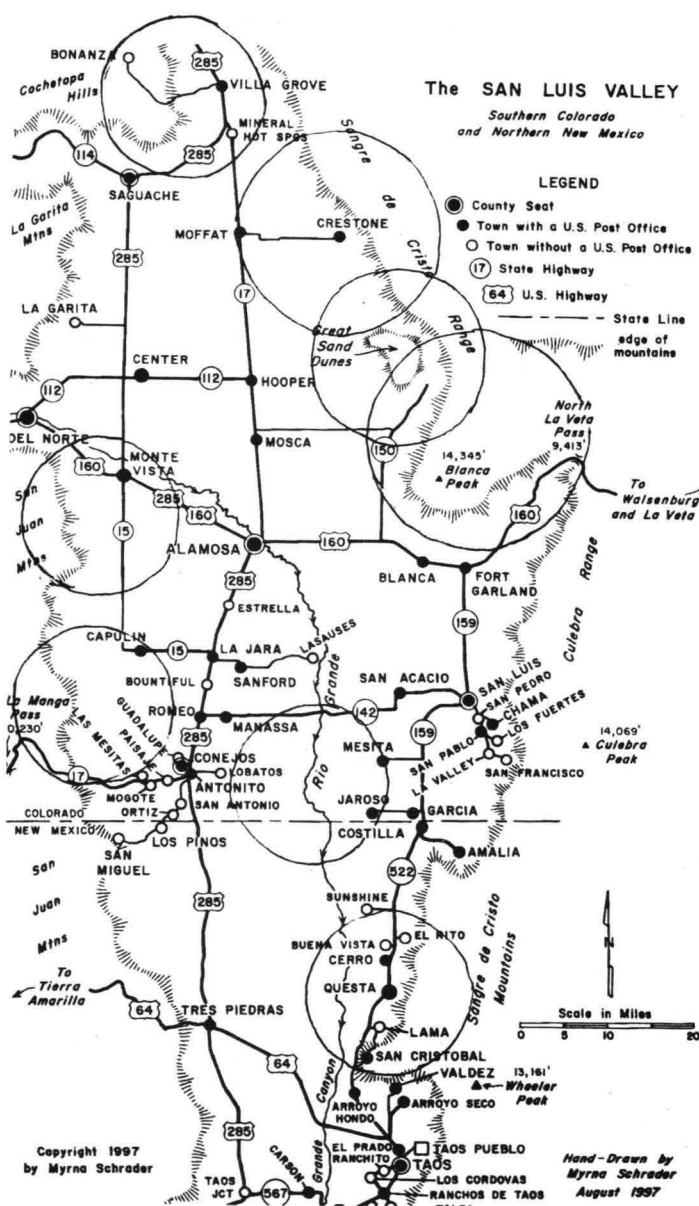 The SAN LUIS VALLEY
Southern Colorado
and Northern New Mexico
LEGEND
County Seat
Town with a U.S. Post Office
Town without a U.S. Post Office
17 State Highway
64 U.S. Highway
State Line
edge of
mountains
BONANZA
285
VILLA GROVE
Cochetopa
Hills
MINERAL
HOT SPGS
114
285
SAGUACHE
Sangre
de
Cristo
Range
La Garita
Mtns
MOFFAT
CRESTONE
285
17
LA GARITA
Great
Sand
Dunes
CENTER
112
112
HOOPER
DEL NORTE
MOSCA
150
North
La Veta
Pass
9,413'
MONTE
VISTA
160
14,345'
Blanca
Peak
285
160
San
Juan
Mtns
To
Walsenburg
and La Veta
160
15
ALAMOSA
160
BLANCA
FORT
GARLAND
285
ESTRELLA
159
Culebra Range
CAPULIN
15
LA JARA
LASAUSES
SANFORD
Rio
Grande
BOUNTIFUL
SAN ACACIO
SAN LUIS
SAN PEDRO
CHAMA
LOS FUERTES
La Manga
Pass
0,230'
ROMEO
MANASSA
142
159
GUADALUPE
PAISAJE
LAS MESITAS
285
CONEJOS
LOBATOS
MESITA
SAN PABLO
LA VALLEY
SAN FRANCISCO
14,069'
Culebra
Peak
17
ANTONITO
MOGOTE
SAN ANTONIO
ORTIZ
JAROSO
GARCIA
COLORADO
NEW MEXICO
COSTILLA
LOS PINOS
SAN
MIGUEL
AMALIA
522
San
Juan
Mtns
285
SUNSHINE
EL RITO
BUENA VISTA
CERRO
QUESTA
Sangre de Cristo
Mountains
N
To
Tierra
Amarilla
64
TRES PIEDRAS
LAMA
Scale in Miles
0 5 10 20
64
SAN CRISTOBAL
VALDEZ
13,161'
Wheeler
Peak
Grande Canyon
ARROYO
HONDO
ARROYO SECO
285
EL PRADO
RANCHITO
TAOS PUEBLO
TAOS
CARSON
LOS CORDOVAS
TAOS
JCT
567
RANCHOS DE TAOS
Copyright 1997
by Myrna Schrader
Hand-Drawn by
Myrna Schrader
August 1997